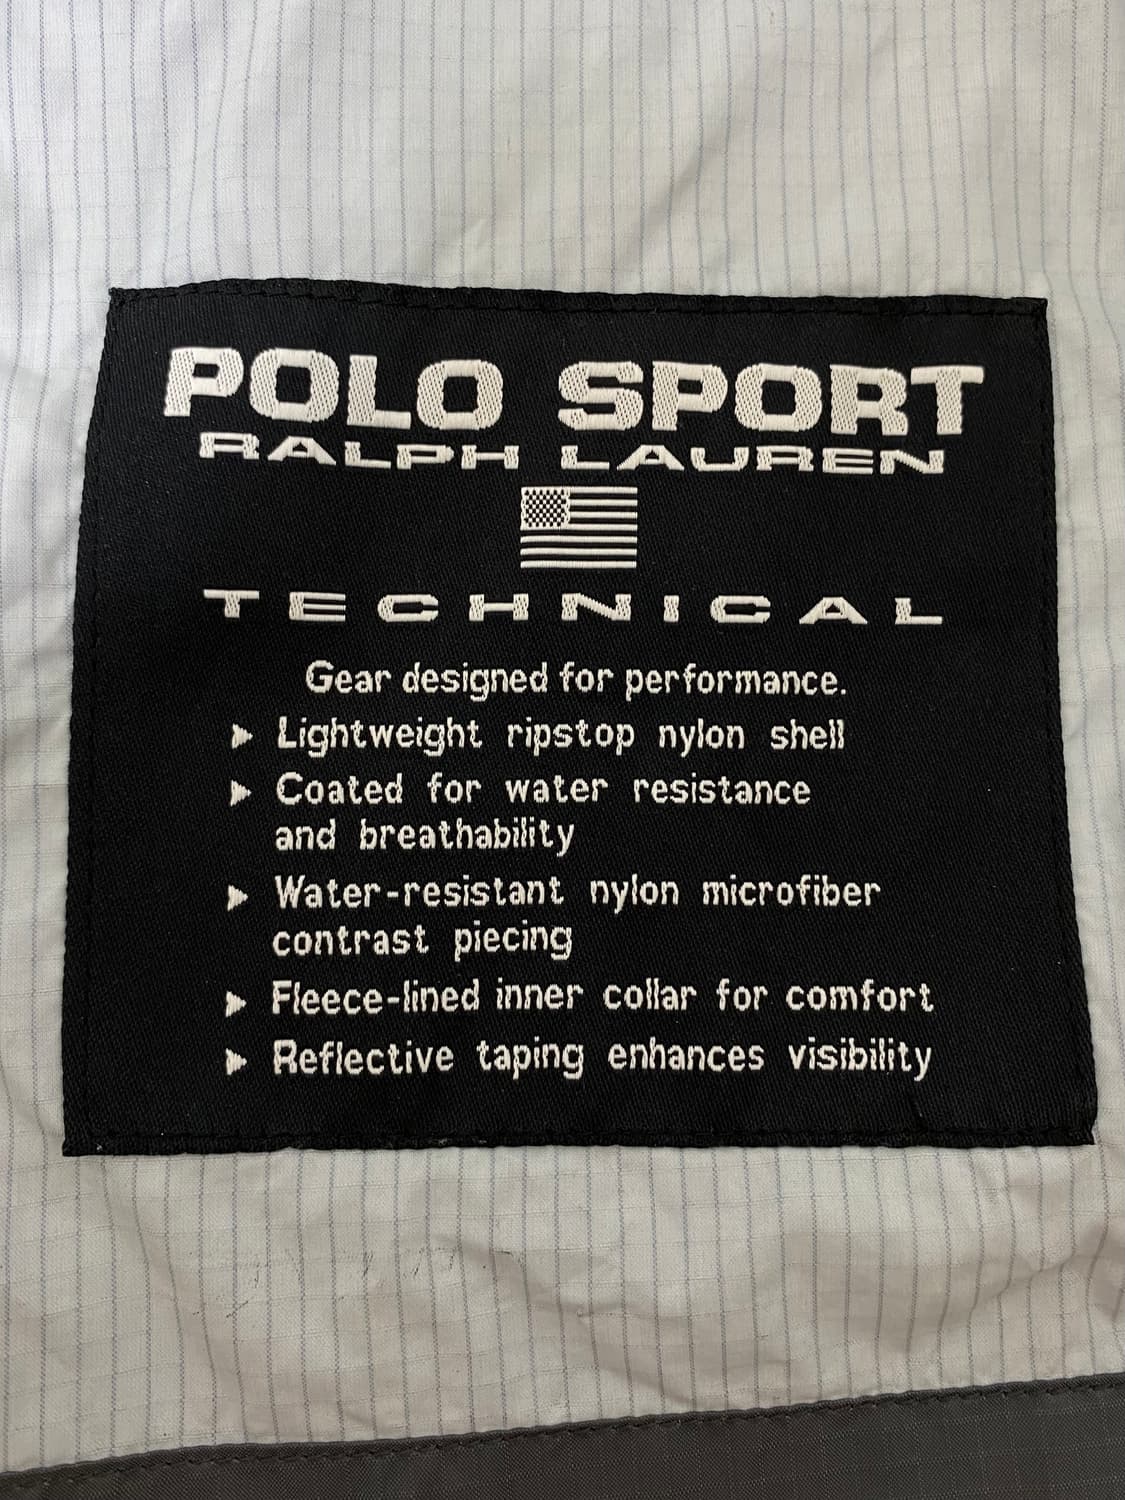 POLO SPORT
RALPH LAUREN
TECHNICAL
Gear designed for performance.
Lightweight ripstop nylon shell
Coated for water resistance
and breathability
Water-resistant nylon microfiber
contrast piecing
Fleece-lined inner collar for comfort
Reflective taping enhances visibility